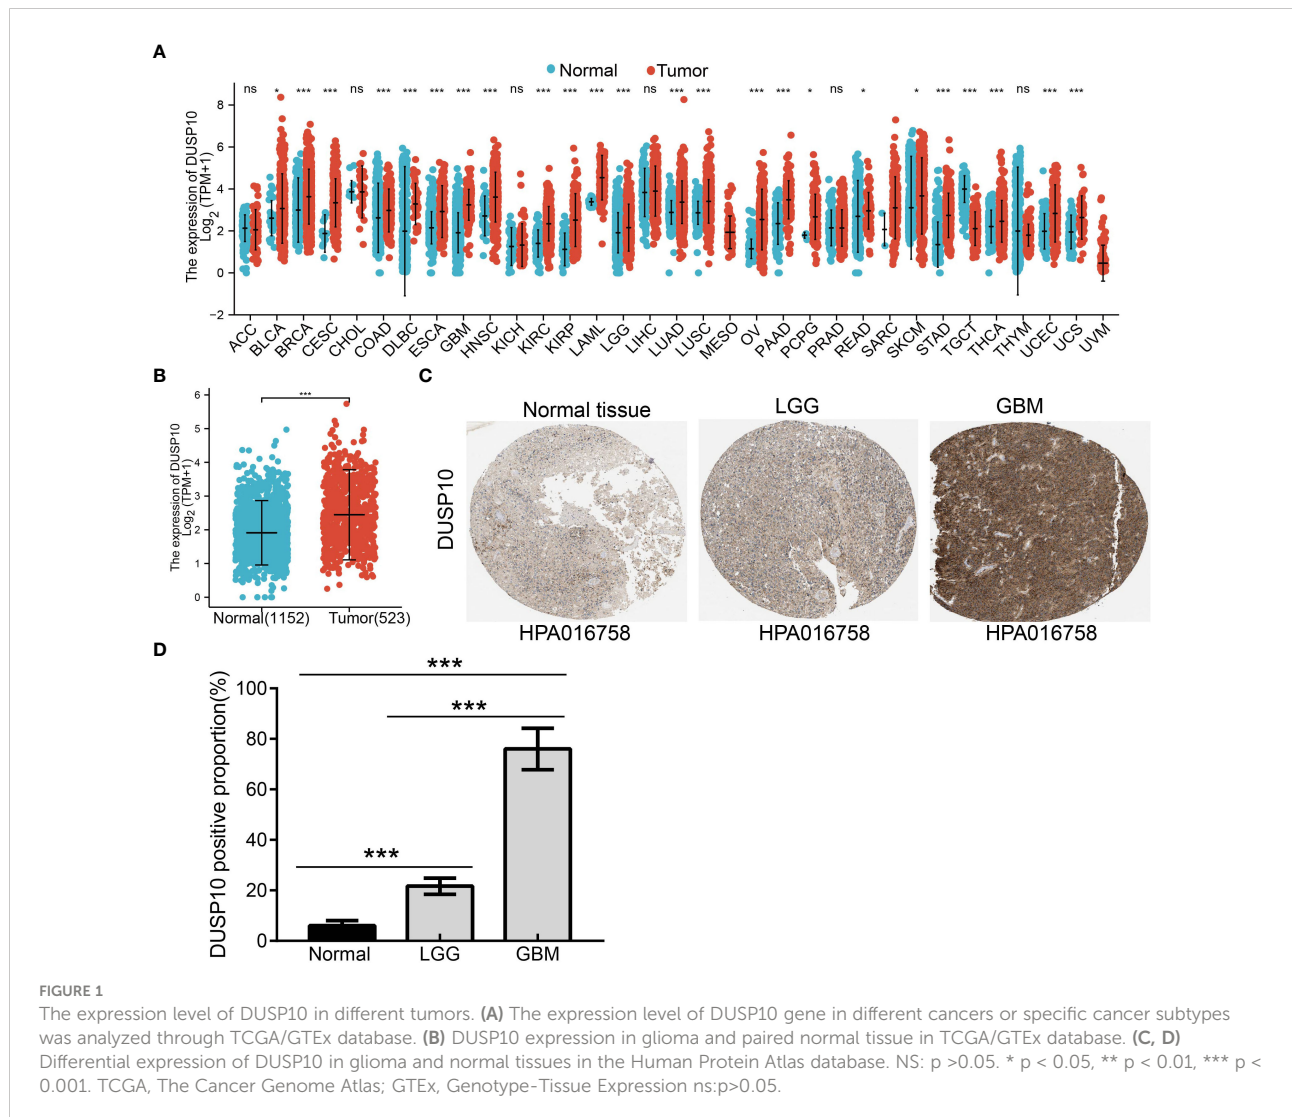 A
Normal Tumor
ns * *** *** ns *** *** *** *** *** ns *** *** *** *** ns *** *** *** *** * ns * * *** *** *** ns *** ***
The expression of DUSP10
Log2 (TPM+1)
8
6
4
2
0
−2
ACC BLCA BRCA CESC CHOL COAD DLBC ESCA GBM HNSC KICH KIRC KIRP LAML LGG LIHC LUAD LUSC MESO OV PAAD PCPG PRAD READ SARC SKCM STAD TGCT THCA THYM UCEC UCS UVM
B
***
The expression of DUSP10
Log2 (TPM+1)
6
5
4
3
2
1
0
Normal(1152) Tumor(523)
C
Normal tissue LGG GBM
DUSP10
HPA016758 HPA016758 HPA016758
D
***
***
***
DUSP10 positive proportion(%)
100
80
60
40
20
0
Normal LGG GBM
FIGURE 1
The expression level of DUSP10 in different tumors. (A) The expression level of DUSP10 gene in different cancers or specific cancer subtypes
was analyzed through TCGA/GTEx database. (B) DUSP10 expression in glioma and paired normal tissue in TCGA/GTEx database. (C, D)
Differential expression of DUSP10 in glioma and normal tissues in the Human Protein Atlas database. NS: p >0.05. * p < 0.05, ** p < 0.01, *** p <
0.001. TCGA, The Cancer Genome Atlas; GTEx, Genotype-Tissue Expression ns:p>0.05.